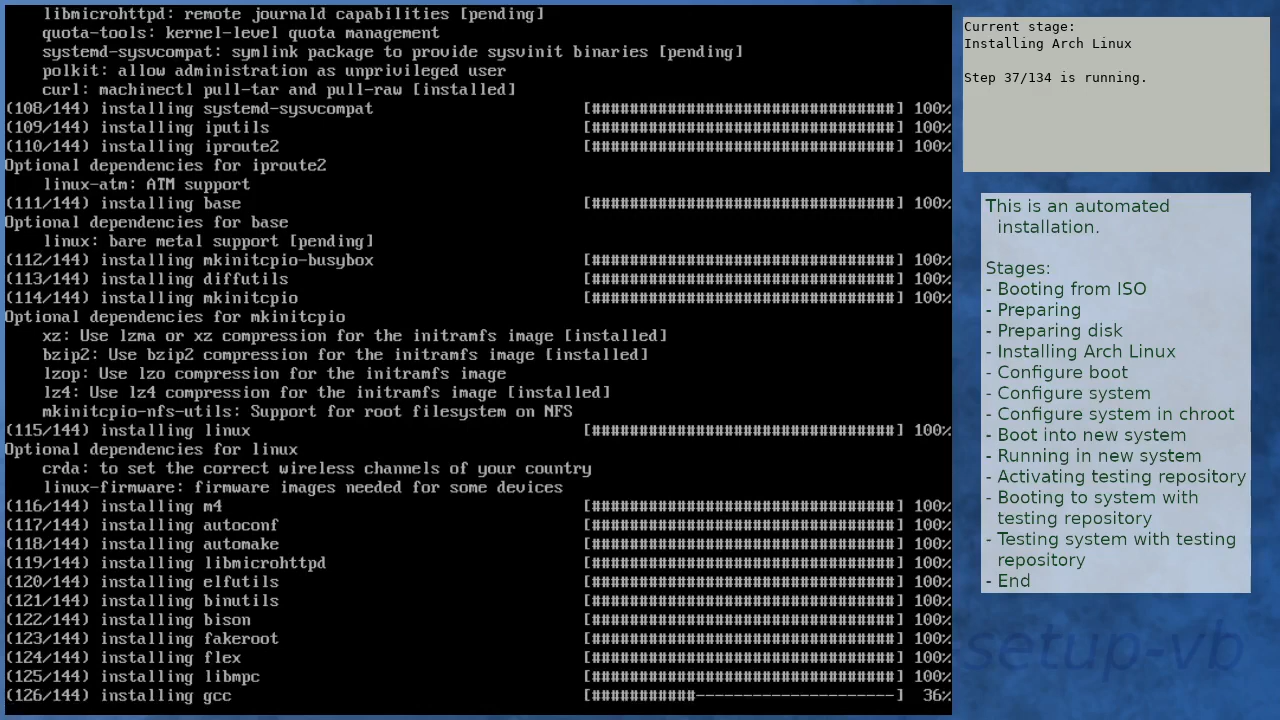 libmicrohttpd: remote journald capabilities [pending]
    quota-tools: kernel-level quota management
    systemd-sysvcompat: symlink package to provide sysvinit binaries [pending]
    polkit: allow administration as unprivileged user
    curl: machinectl pull-tar and pull-raw [installed]
(108/144) installing systemd-sysvcompat [################################] 100%
(109/144) installing iputils [################################] 100%
(110/144) installing iproute2 [################################] 100%
Optional dependencies for iproute2
    linux-atm: ATM support
(111/144) installing base [################################] 100%
Optional dependencies for base
    linux: bare metal support [pending]
(112/144) installing mkinitcpio-busybox [################################] 100%
(113/144) installing diffutils [################################] 100%
(114/144) installing mkinitcpio [################################] 100%
Optional dependencies for mkinitcpio
    xz: Use lzma or xz compression for the initramfs image [installed]
    bzip2: Use bzip2 compression for the initramfs image [installed]
    lzop: Use lzo compression for the initramfs image
    lz4: Use lz4 compression for the initramfs image [installed]
    mkinitcpio-nfs-utils: Support for root filesystem on NFS
(115/144) installing linux [################################] 100%
Optional dependencies for linux
    crda: to set the correct wireless channels of your country
    linux-firmware: firmware images needed for some devices
(116/144) installing m4 [################################] 100%
(117/144) installing autoconf [################################] 100%
(118/144) installing automake [################################] 100%
(119/144) installing libmicrohttpd [################################] 100%
(120/144) installing elfutils [################################] 100%
(121/144) installing binutils [################################] 100%
(122/144) installing bison [################################] 100%
(123/144) installing fakeroot [################################] 100%
(124/144) installing flex [################################] 100%
(125/144) installing libmpc [################################] 100%
(126/144) installing gcc [###########---------------------] 36%
Current stage:
Installing Arch Linux
Step 37/134 is running.
This is an automated
installation.
Stages:
- Booting from ISO
- Preparing
- Preparing disk
- Installing Arch Linux
- Configure boot
- Configure system
- Configure system in chroot
- Boot into new system
- Running in new system
- Activating testing repository
- Booting to system with
testing repository
- Testing system with testing
repository
- End
setup-vb